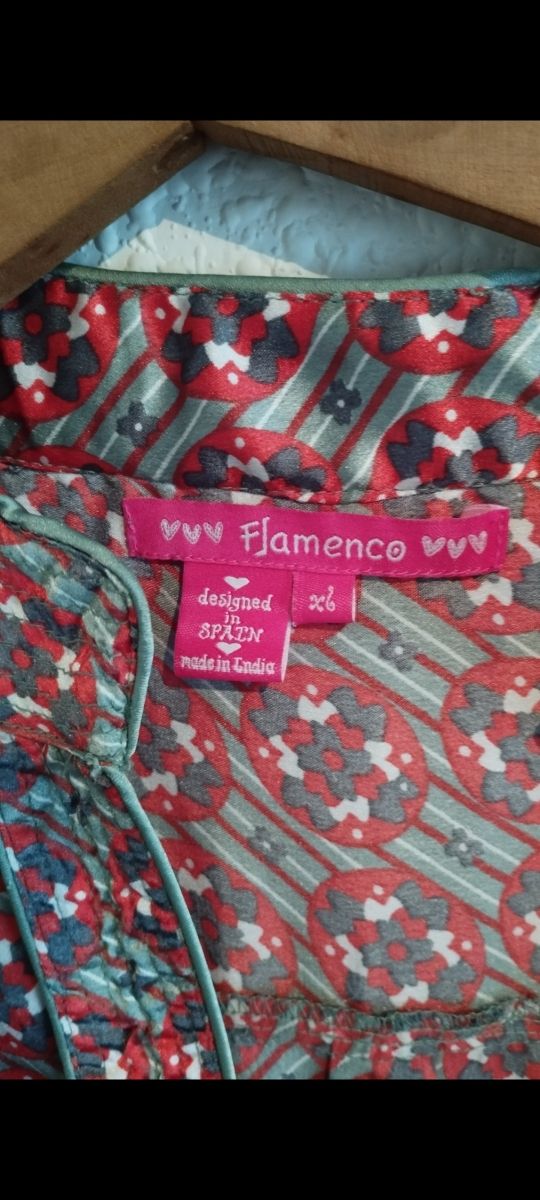 Flamenco
designed
in
SPAIN
made in India
XL